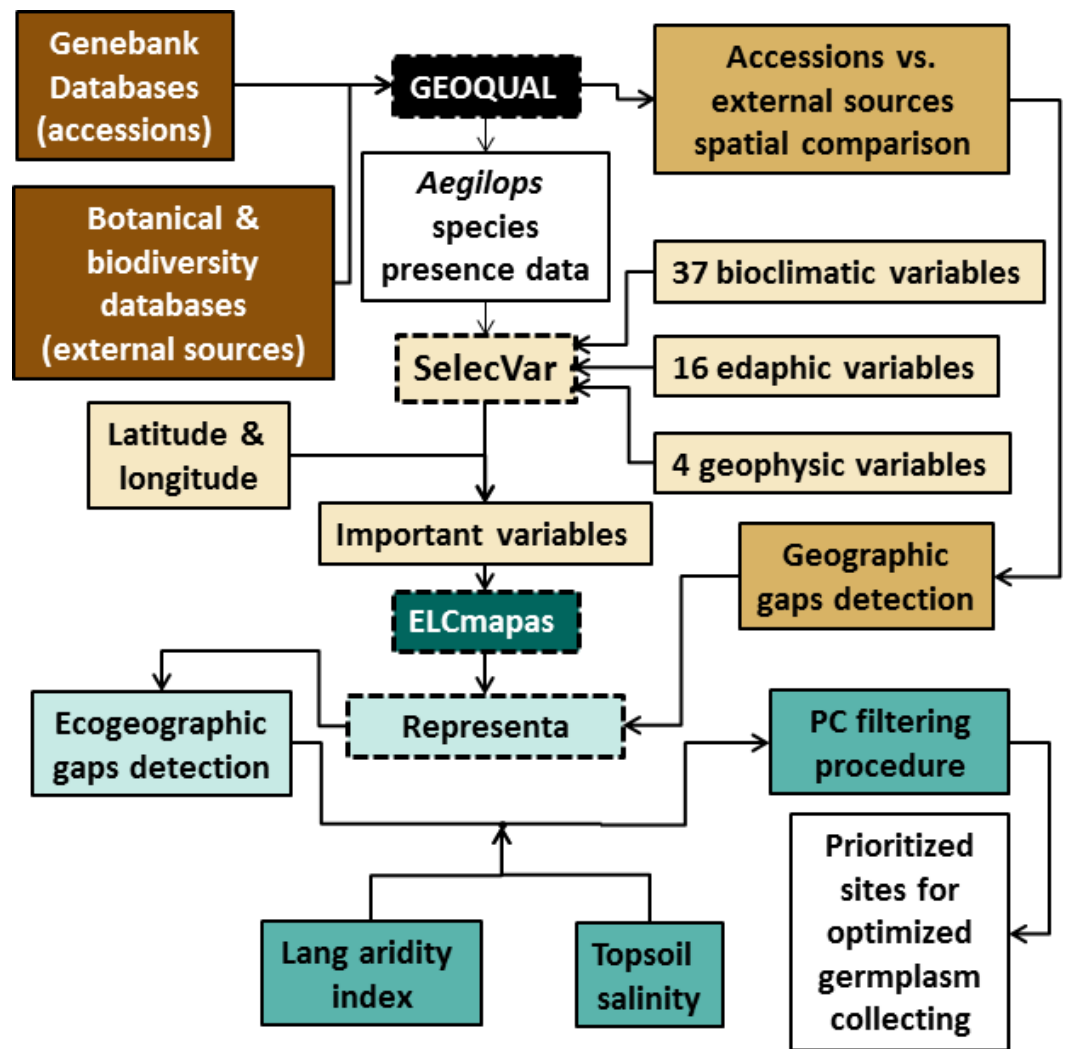 Genebank
Databases
(accessions)
GEOQUAL
Accessions vs.
external sources
spatial comparison
Botanical &
biodiversity
databases
(external sources)
Aegilops
species
presence data
37 bioclimatic variables
SelecVar
16 edaphic variables
Latitude &
longitude
4 geophysic variables
Important variables
Geographic
gaps detection
ELCmapas
Ecogeographic
gaps detection
Representa
PC filtering
procedure
Prioritized
sites for
optimized
germplasm
collecting
Lang aridity
index
Topsoil
salinity